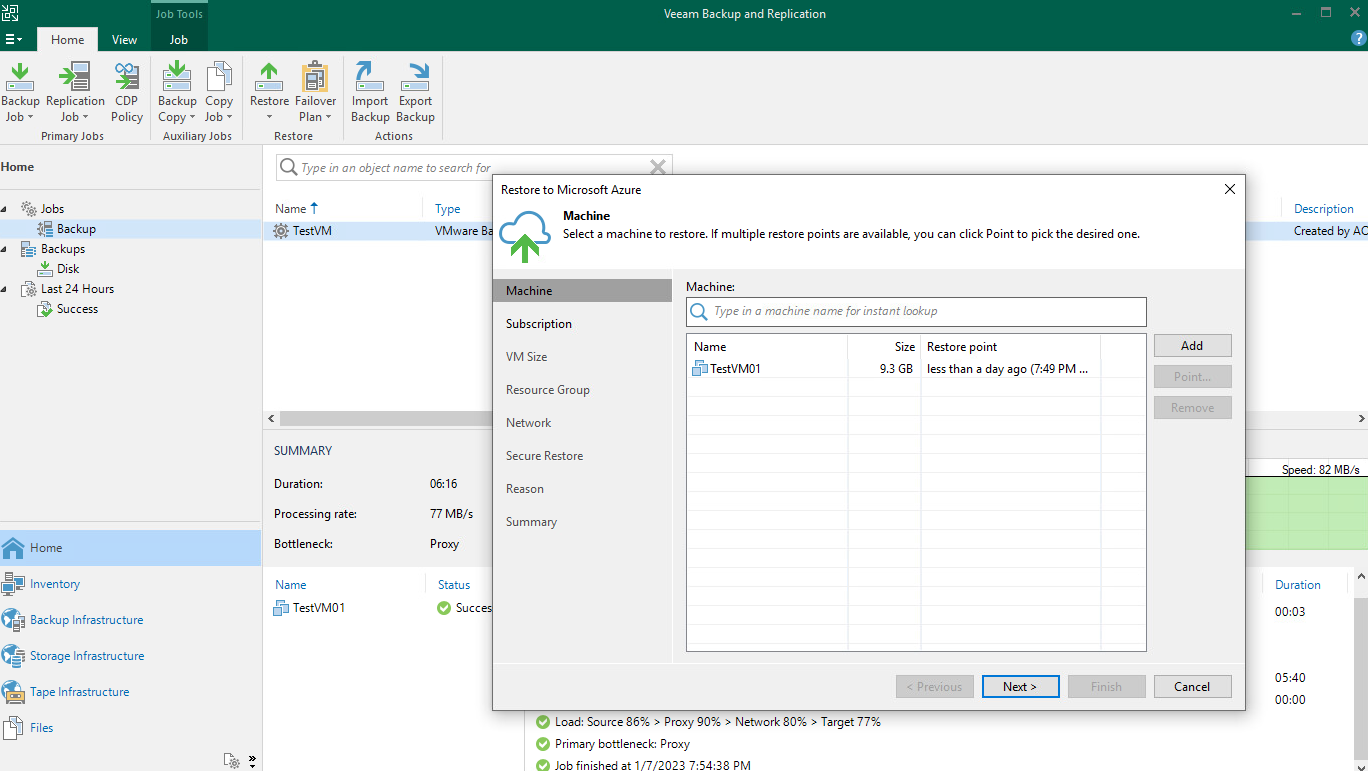 Job Tools
Veeam Backup and Replication
Home
View
Job
?
Backup Job
Replication Job
CDP Policy
Primary Jobs
Backup Copy
Copy Job
Auxiliary Jobs
Restore
Failover Plan
Restore
Import Backup
Export Backup
Actions
Home
Jobs
Backup
Backups
Disk
Last 24 Hours
Success
Home
Inventory
Backup Infrastructure
Storage Infrastructure
Tape Infrastructure
Files
Type in an object name to search for
Name
Type
Description
TestVM
VMware Ba
Created by AC
SUMMARY
Duration:
06:16
Processing rate:
77 MB/s
Bottleneck:
Proxy
Speed: 82 MB/s
Name
Status
Duration
TestVM01
Succes
00:03
05:40
00:00
Load: Source 86% > Proxy 90% > Network 80% > Target 77%
Primary bottleneck: Proxy
Job finished at 1/7/2023 7:54:38 PM
Restore to Microsoft Azure
Machine
Select a machine to restore. If multiple restore points are available, you can click Point to pick the desired one.
Machine
Subscription
VM Size
Resource Group
Network
Secure Restore
Reason
Summary
Machine:
Type in a machine name for instant lookup
Name
Size
Restore point
TestVM01
9.3 GB
less than a day ago (7:49 PM ...
Add
Point...
Remove
< Previous
Next >
Finish
Cancel